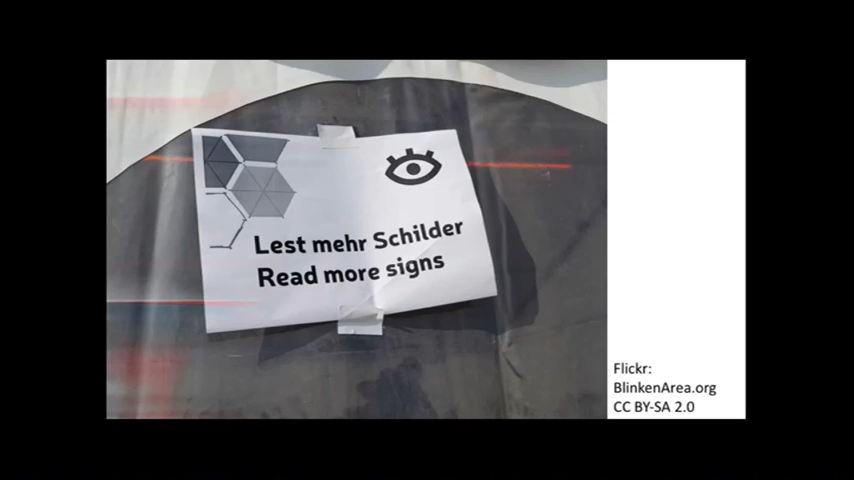 Lest mehr Schilder
Read more signs
Flickr:
BlinkenArea.org
CC BY-SA 2.0